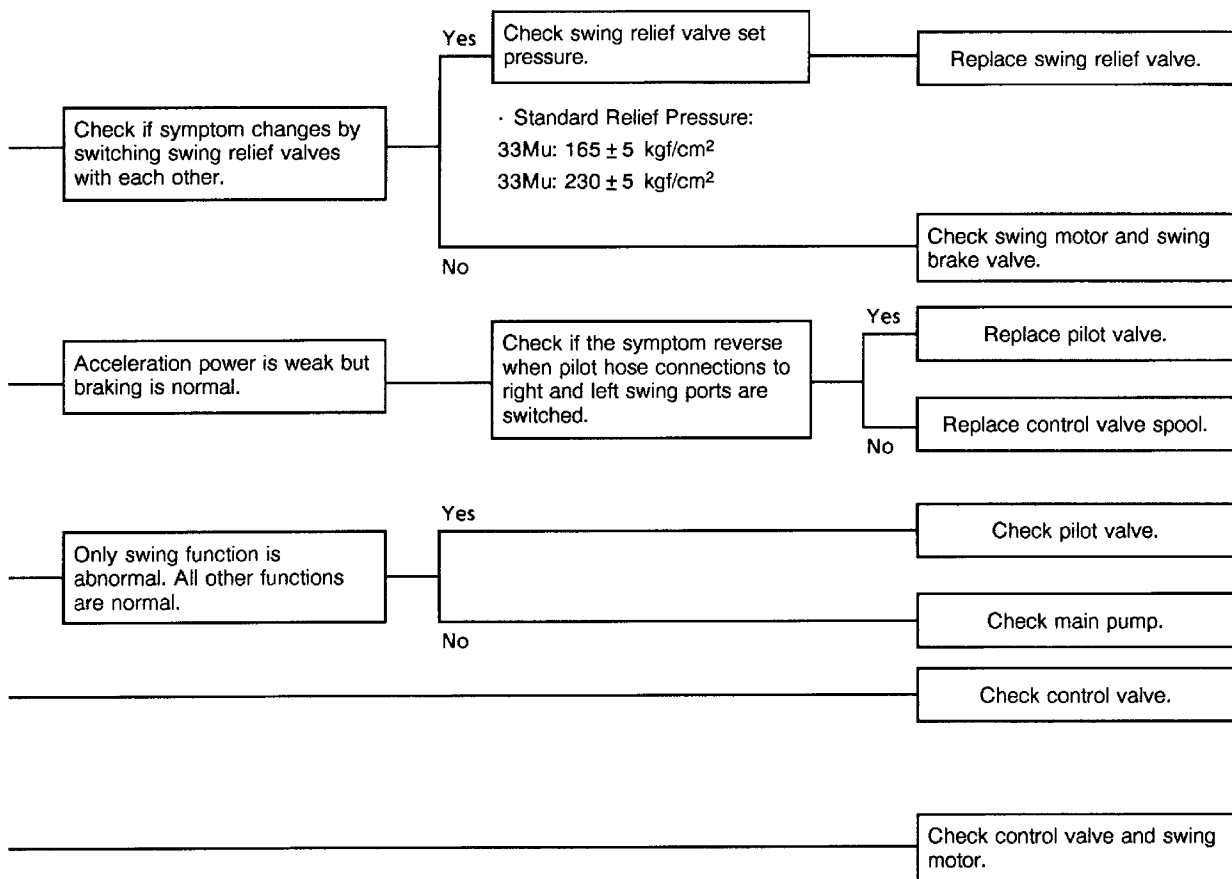 Yes
Check swing relief valve set
pressure.
Replace swing relief valve.
Check if symptom changes by
switching swing relief valves
with each other.
· Standard Relief Pressure:
33Mu: 165 ± 5 kgf/cm²
33Mu: 230 ± 5 kgf/cm²
No
Check swing motor and swing
brake valve.
Acceleration power is weak but
braking is normal.
Check if the symptom reverse
when pilot hose connections to
right and left swing ports are
switched.
Yes
Replace pilot valve.
No
Replace control valve spool.
Only swing function is
abnormal. All other functions
are normal.
Yes
Check pilot valve.
No
Check main pump.
Check control valve.
Check control valve and swing
motor.